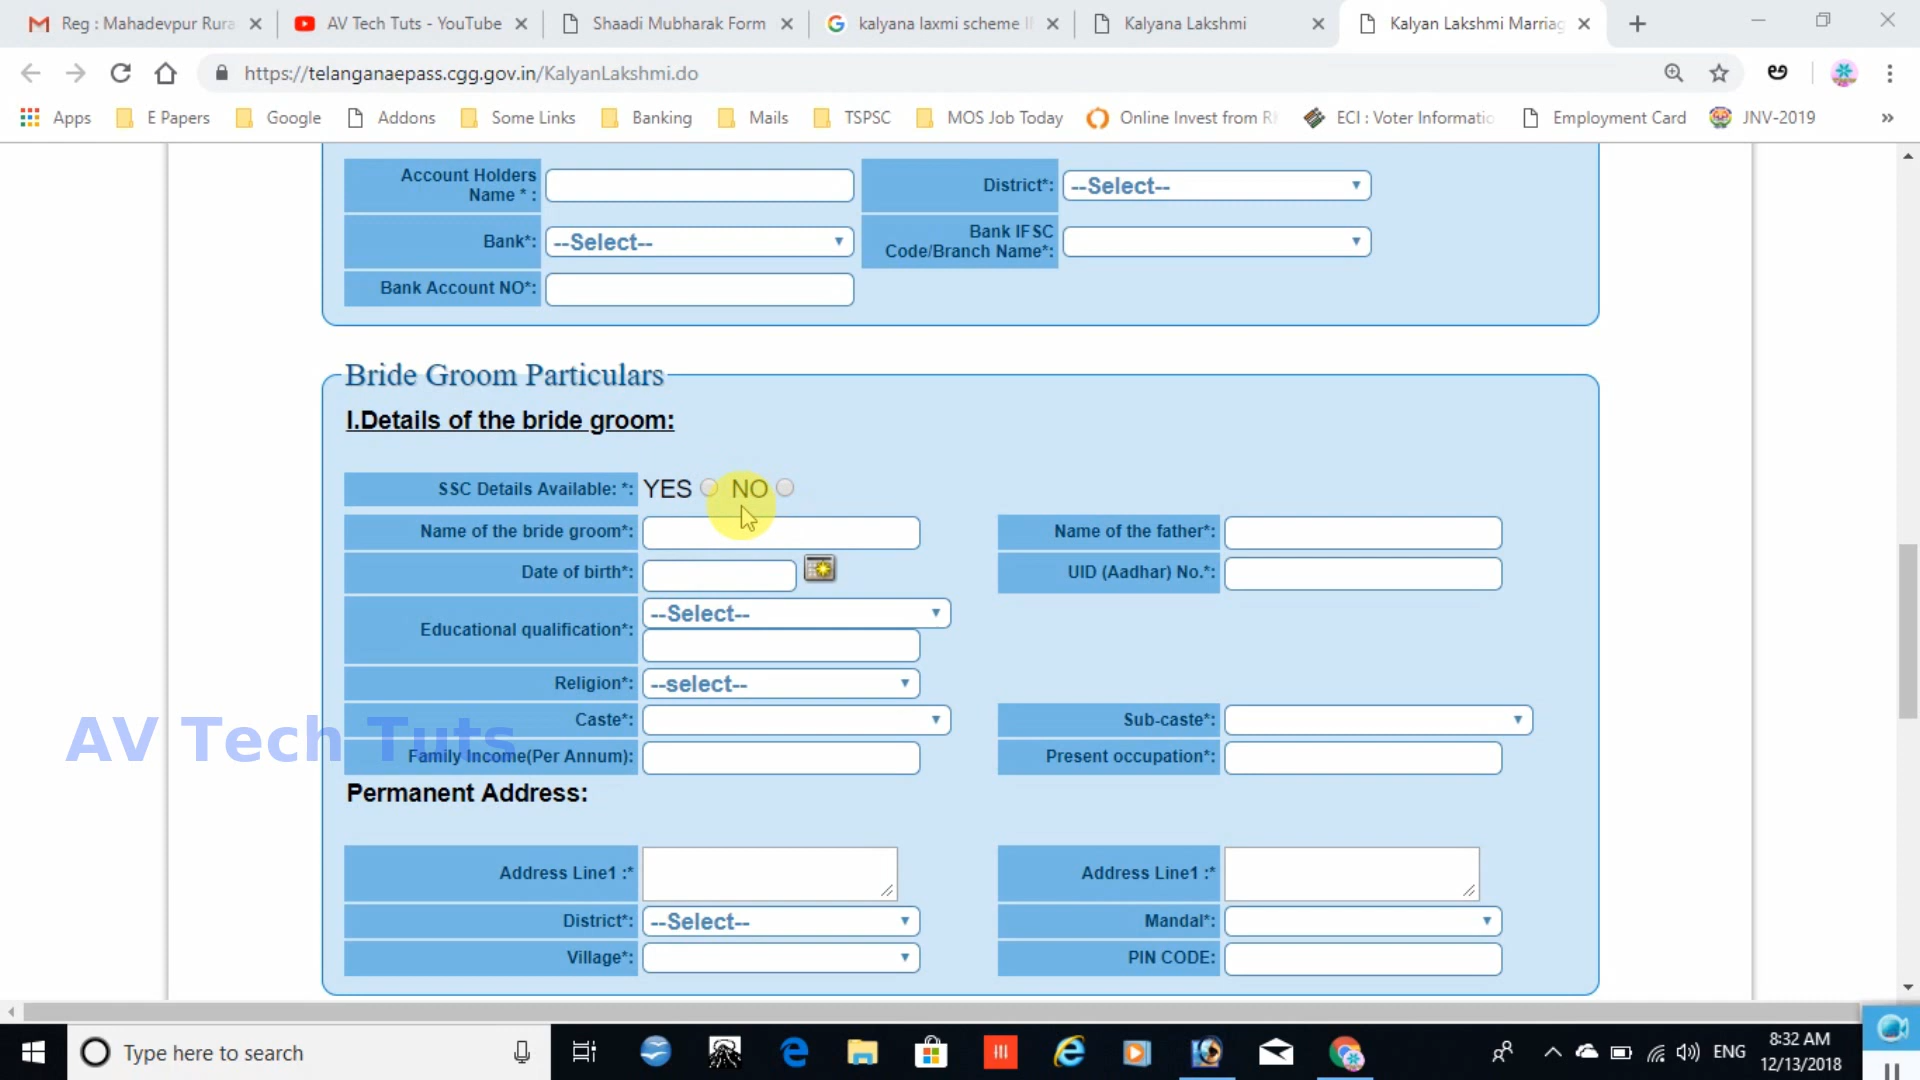 Reg : Mahadevpur Rura
AV Tech Tuts - YouTube
Shaadi Mubharak Form
kalyana laxmi scheme
Kalyana Lakshmi
Kalyan Lakshmi Marriag
https://telanganaepass.cgg.gov.in/KalyanLakshmi.do
Apps
E Papers
Google
Addons
Some Links
Banking
Mails
TSPSC
MOS Job Today
Online Invest from R
ECI : Voter Informatio
Employment Card
JNV-2019
»
Account Holders
Name * :
District*:
--Select--
Bank*:
--Select--
Bank IFSC
Code/Branch Name*:
Bank Account NO*:
Bride Groom Particulars
I.Details of the bride groom:
SSC Details Available: *:
YES
NO
Name of the bride groom*:
Name of the father*:
Date of birth*:
UID (Aadhar) No.*:
Educational qualification*:
--Select--
Religion*:
--select--
Caste*:
Sub-caste*:
AV Tech Tuts
Family Income(Per Annum):
Present occupation*:
Permanent Address:
Address Line1 :*
Address Line1 :*
District*:
--Select--
Mandal*:
Village*:
PIN CODE:
Type here to search
ENG
8:32 AM
12/13/2018